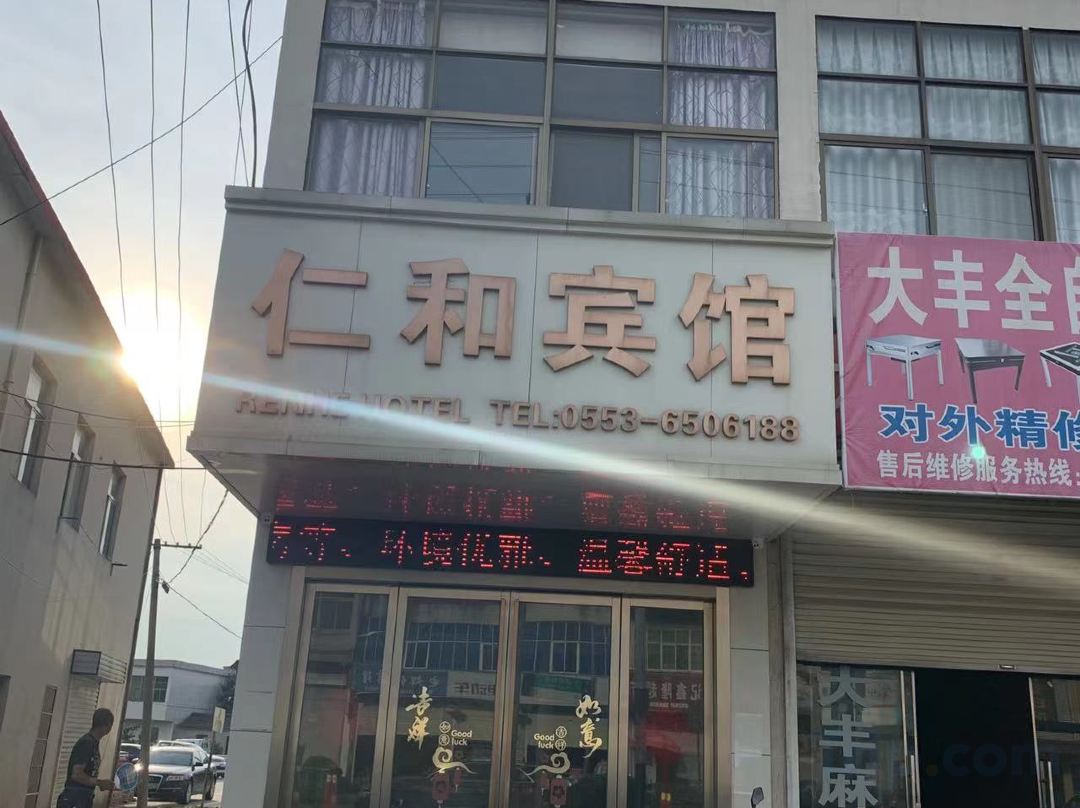 仁和宾馆
RENHE HOTEL TEL:0553-6506188
环境优雅、温馨舒适、
吉祥
如意
Good luck
Good luck
大丰全自
对外精修
售后维修服务热线:
大丰麻
.com